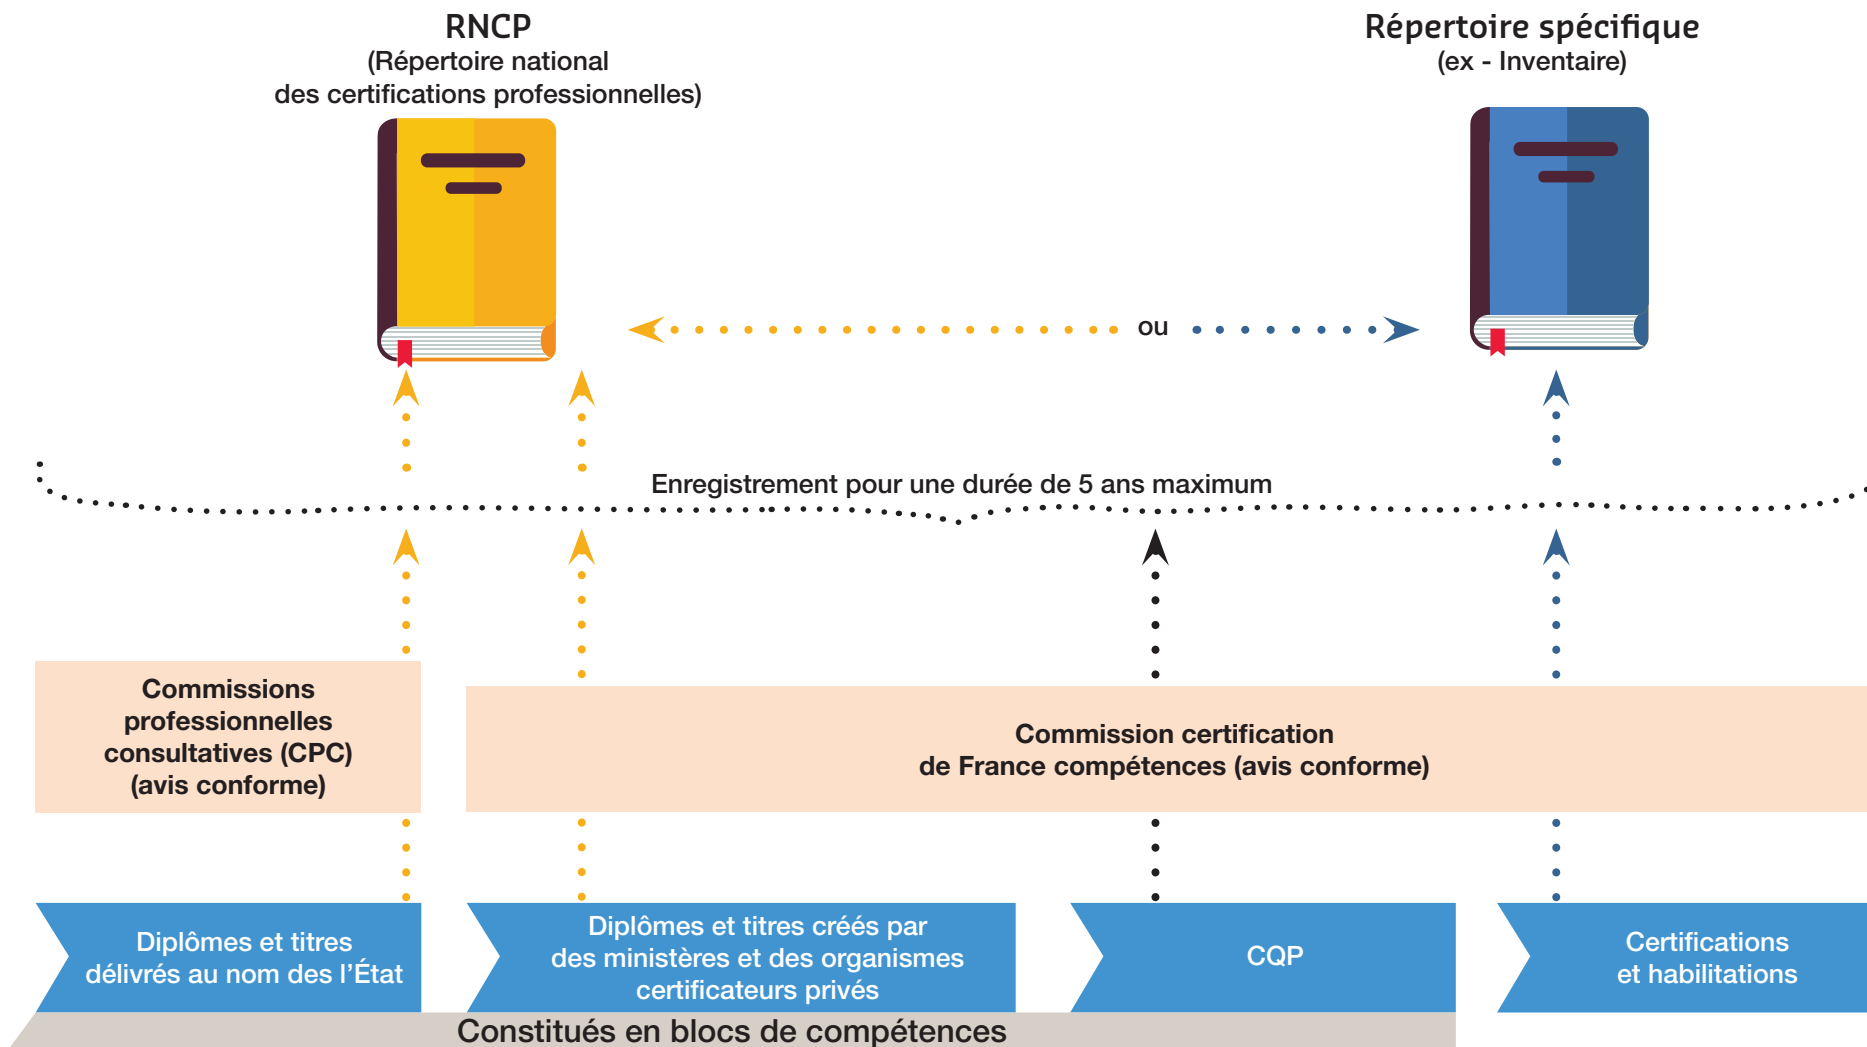 RNCP
(Répertoire national
des certifications professionnelles)
Répertoire spécifique
(ex - Inventaire)
ou
Enregistrement pour une durée de 5 ans maximum
Commissions
professionnelles
consultatives (CPC)
(avis conforme)
Commission certification
de France compétences (avis conforme)
Diplômes et titres
délivrés au nom des l’État
Diplômes et titres créés par
des ministères et des organismes
certificateurs privés
CQP
Certifications
et habilitations
Constitués en blocs de compétences